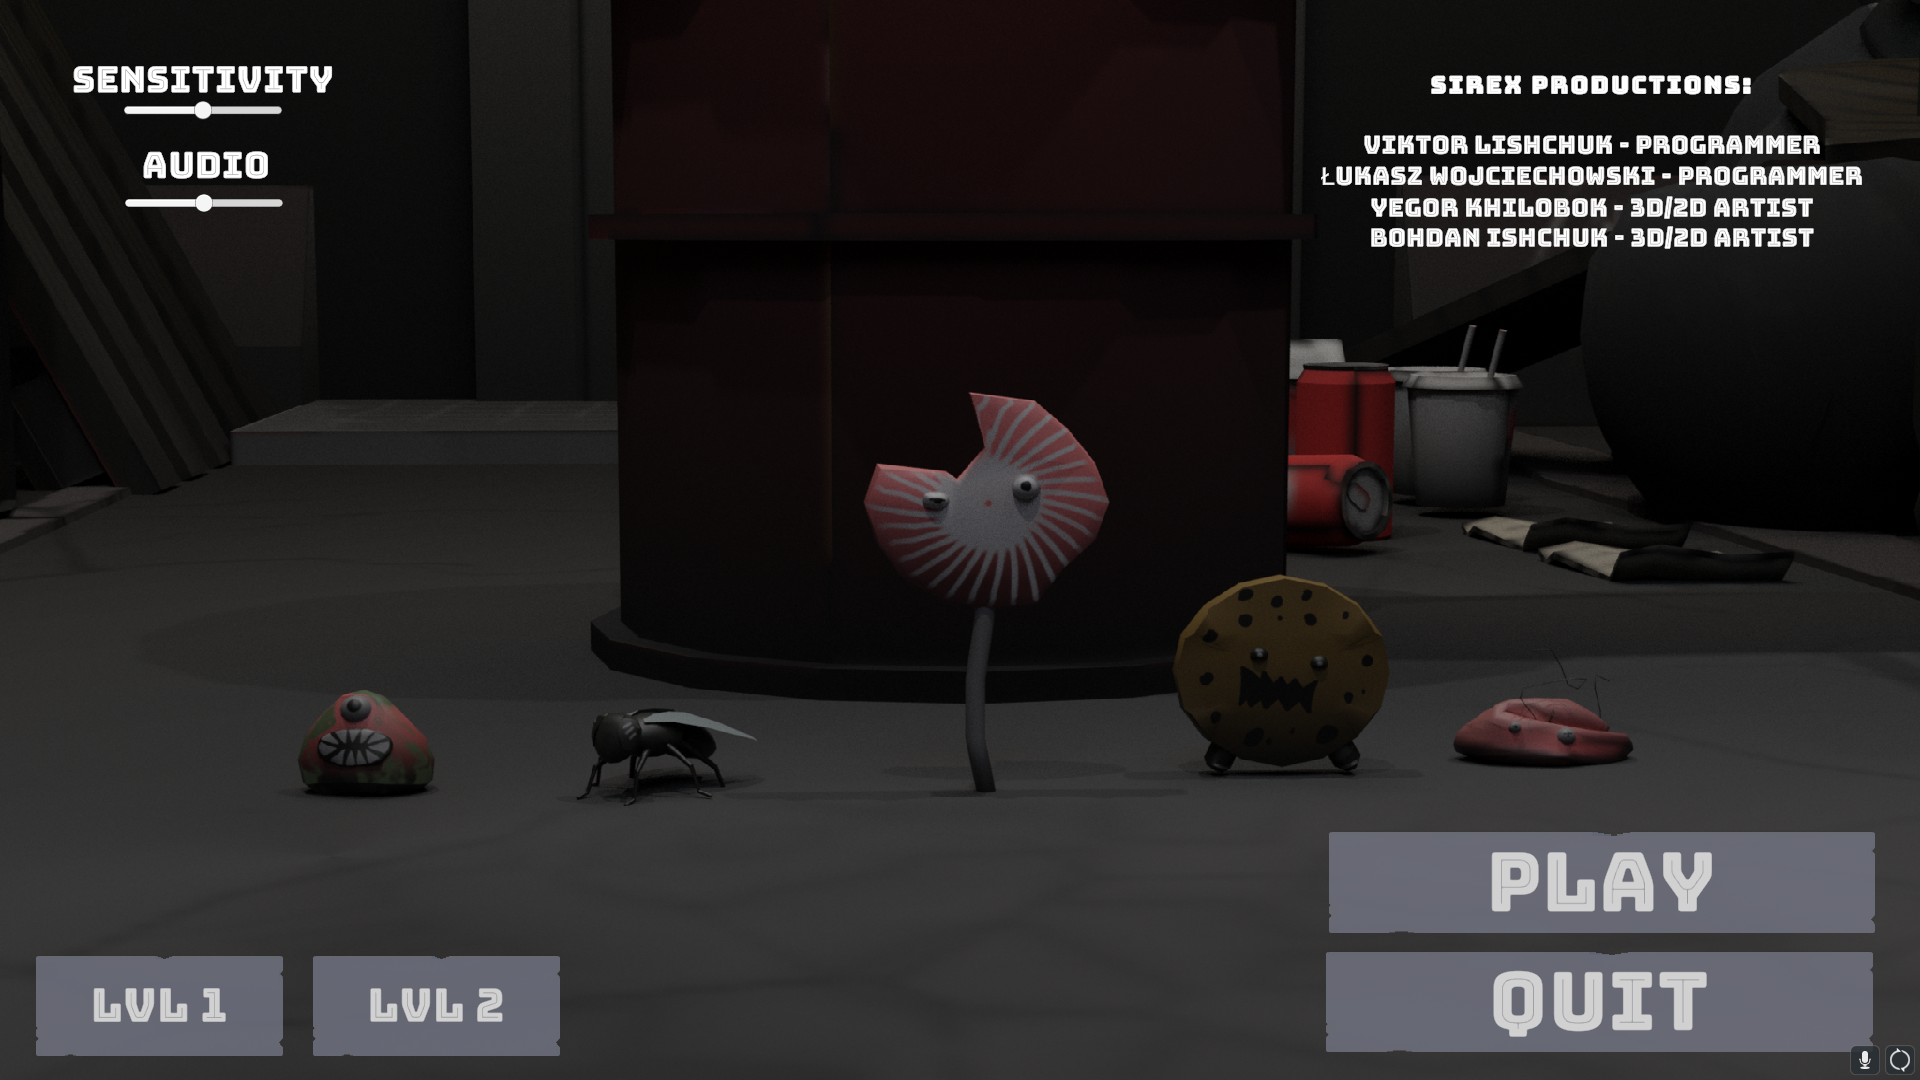 SENSITIVITY
AUDIO
SIREX PRODUCTIONS:
VIKTOR LISHCHUK - PROGRAMMER
ŁUKASZ WOJCIECHOWSKI - PROGRAMMER
YEGOR KHILOBOK - 3D/2D ARTIST
BOHDAN ISHCHUK - 3D/2D ARTIST
PLAY
QUIT
LVL 1
LVL 2